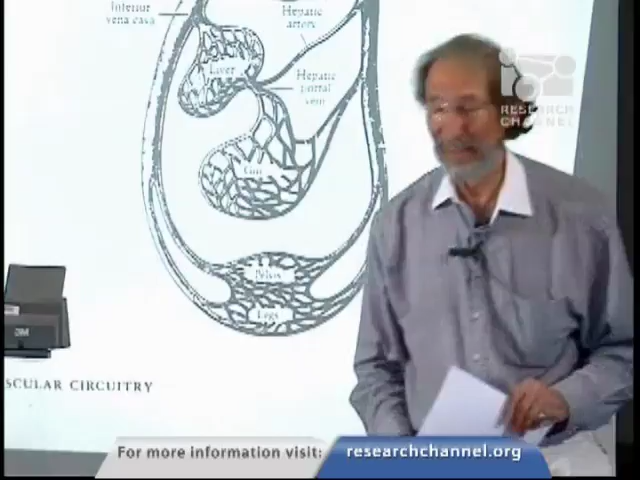 Inferior
vena cava
Hepatic
artery
Liver
Hepatic
portal
vein
RESEARCH
CHANNEL
Gut
Pelvis
Legs
3M
SCULAR CIRCUITRY
For more information visit:
researchchannel.org